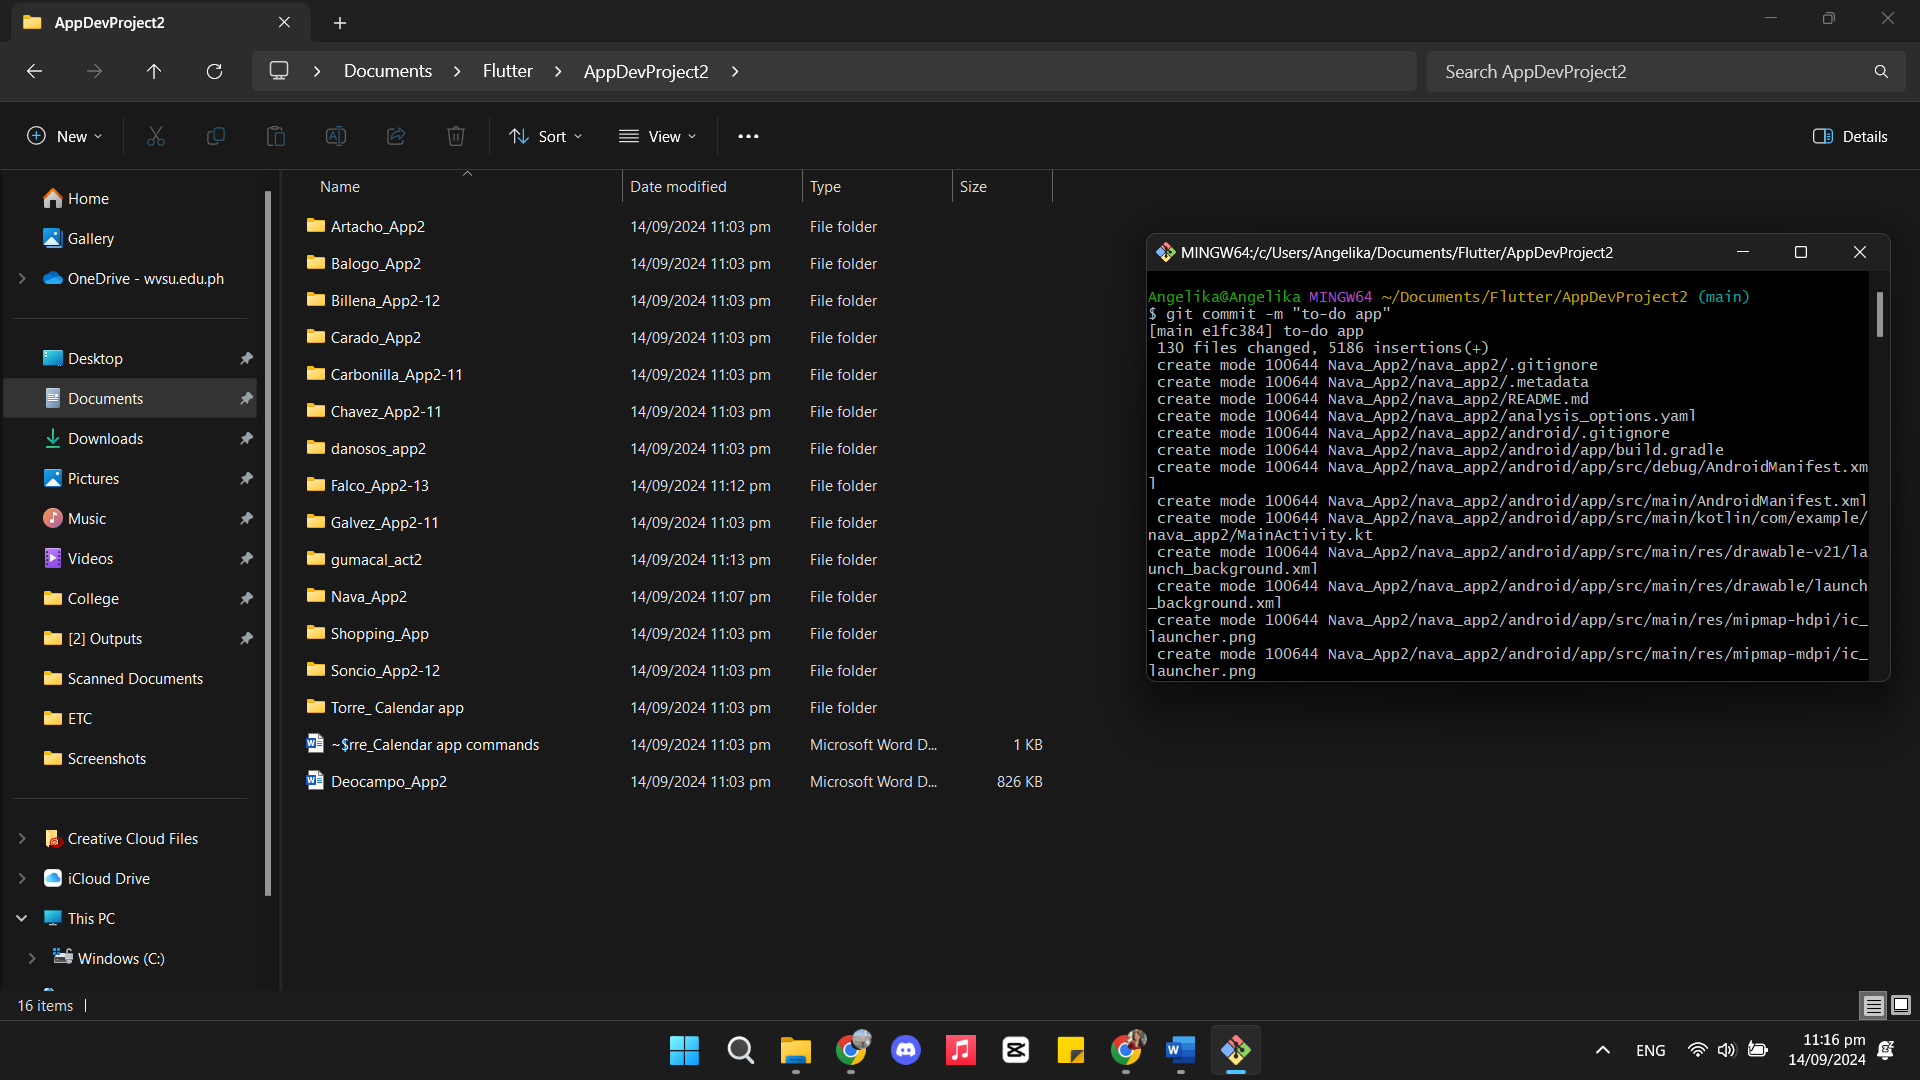 AppDevProject2
Documents
Flutter
AppDevProject2
Search AppDevProject2
New
Sort
View
Details
Home
Gallery
OneDrive - wvsu.edu.ph
Desktop
Documents
Downloads
Pictures
Music
Videos
College
[2] Outputs
Scanned Documents
ETC
Screenshots
Creative Cloud Files
iCloud Drive
This PC
Windows (C:)
Name Date modified Type Size
Artacho_App2 14/09/2024 11:03 pm File folder
Balogo_App2 14/09/2024 11:03 pm File folder
Billena_App2-12 14/09/2024 11:03 pm File folder
Carado_App2 14/09/2024 11:03 pm File folder
Carbonilla_App2-11 14/09/2024 11:03 pm File folder
Chavez_App2-11 14/09/2024 11:03 pm File folder
danosos_app2 14/09/2024 11:03 pm File folder
Falco_App2-13 14/09/2024 11:12 pm File folder
Galvez_App2-11 14/09/2024 11:03 pm File folder
gumacal_act2 14/09/2024 11:13 pm File folder
Nava_App2 14/09/2024 11:07 pm File folder
Shopping_App 14/09/2024 11:03 pm File folder
Soncio_App2-12 14/09/2024 11:03 pm File folder
Torre_ Calendar app 14/09/2024 11:03 pm File folder
~$rre_Calendar app commands 14/09/2024 11:03 pm Microsoft Word D... 1 KB
Deocampo_App2 14/09/2024 11:03 pm Microsoft Word D... 826 KB
MINGW64:/c/Users/Angelika/Documents/Flutter/AppDevProject2
Angelika@Angelika MINGW64 ~/Documents/Flutter/AppDevProject2 (main)
$ git commit -m "to-do app"
[main e1fc384] to-do app
130 files changed, 5186 insertions(+)
create mode 100644 Nava_App2/nava_app2/.gitignore
create mode 100644 Nava_App2/nava_app2/.metadata
create mode 100644 Nava_App2/nava_app2/README.md
create mode 100644 Nava_App2/nava_app2/analysis_options.yaml
create mode 100644 Nava_App2/nava_app2/android/.gitignore
create mode 100644 Nava_App2/nava_app2/android/app/build.gradle
create mode 100644 Nava_App2/nava_app2/android/app/src/debug/AndroidManifest.xm
l
create mode 100644 Nava_App2/nava_app2/android/app/src/main/AndroidManifest.xml
create mode 100644 Nava_App2/nava_app2/android/app/src/main/kotlin/com/example/
nava_app2/MainActivity.kt
create mode 100644 Nava_App2/nava_app2/android/app/src/main/res/drawable-v21/la
unch_background.xml
create mode 100644 Nava_App2/nava_app2/android/app/src/main/res/drawable/launch
_background.xml
create mode 100644 Nava_App2/nava_app2/android/app/src/main/res/mipmap-hdpi/ic_
launcher.png
create mode 100644 Nava_App2/nava_app2/android/app/src/main/res/mipmap-mdpi/ic_
launcher.png
16 items
ENG
11:16 pm
14/09/2024